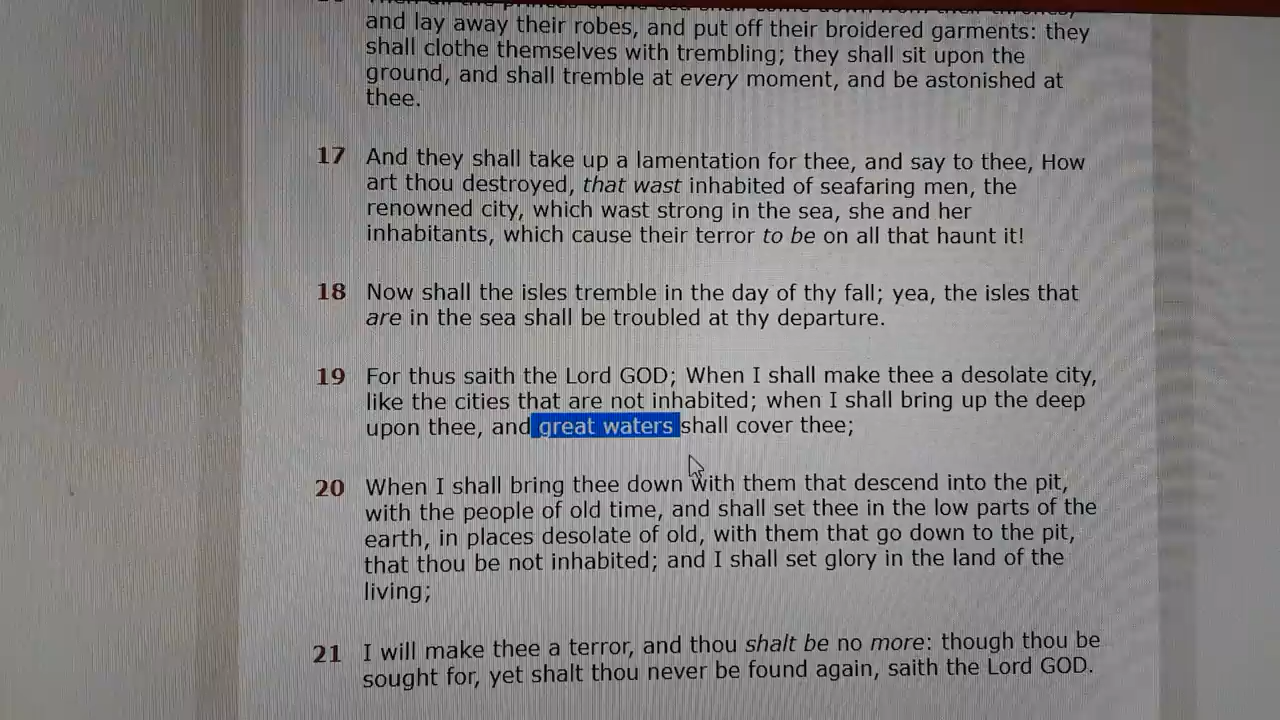 and lay away their robes, and put off their broidered garments: they
shall clothe themselves with trembling; they shall sit upon the
ground, and shall tremble at every moment, and be astonished at
thee.
17 And they shall take up a lamentation for thee, and say to thee, How
art thou destroyed, that wast inhabited of seafaring men, the
renowned city, which wast strong in the sea, she and her
inhabitants, which cause their terror to be on all that haunt it!
18 Now shall the isles tremble in the day of thy fall; yea, the isles that
are in the sea shall be troubled at thy departure.
19 For thus saith the Lord GOD; When I shall make thee a desolate city,
like the cities that are not inhabited; when I shall bring up the deep
upon thee, and great waters shall cover thee;
20 When I shall bring thee down with them that descend into the pit,
with the people of old time, and shall set thee in the low parts of the
earth, in places desolate of old, with them that go down to the pit,
that thou be not inhabited; and I shall set glory in the land of the
living;
21 I will make thee a terror, and thou shalt be no more: though thou be
sought for, yet shalt thou never be found again, saith the Lord GOD.